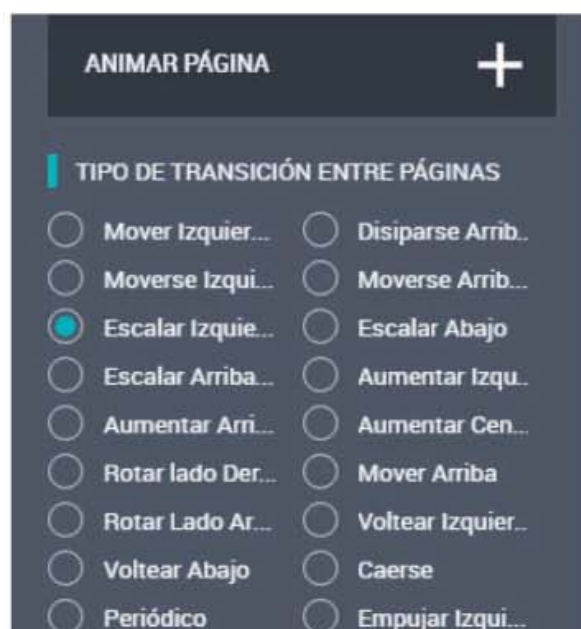 ANIMAR PÁGINA
TIPO DE TRANSICIÓN ENTRE PÁGINAS
Mover Izquier... Disiparse Arrib..
Moverse Izqui... Moverse Arrib...
Escalar Izquie... Escalar Abajo
Escalar Arriba... Aumentar Izqu..
Aumentar Arri... Aumentar Cen...
Rotar lado Der... Mover Arriba
Rotar Lado Ar... Voltear Izquier..
Voltear Abajo Caerse
Periódico Empujar Izqui...